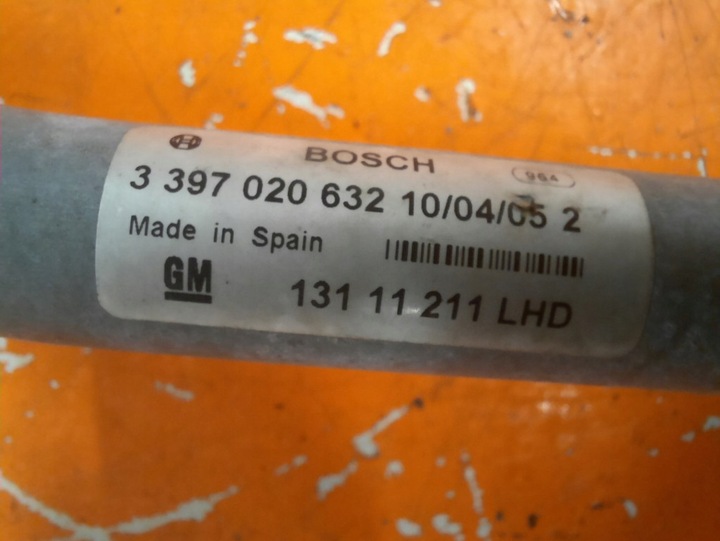 BOSCH 964
3 397 020 632 10/04/05 2
Made in Spain
GM 131 11 211 LHD